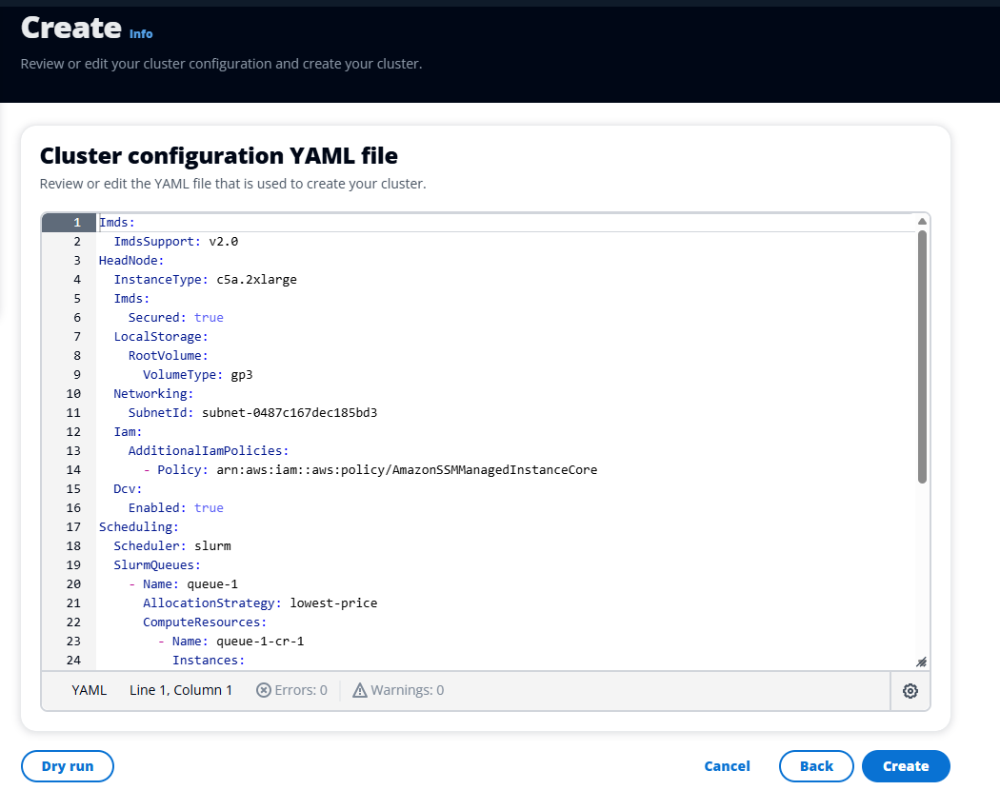 Create Info
Review or edit your cluster configuration and create your cluster.
Cluster configuration YAML file
Review or edit the YAML file that is used to create your cluster.
1 Imds:
2   ImdsSupport: v2.0
3 HeadNode:
4   InstanceType: c5a.2xlarge
5   Imds:
6     Secured: true
7   LocalStorage:
8     RootVolume:
9       VolumeType: gp3
10   Networking:
11     SubnetId: subnet-0487c167dec185bd3
12   Iam:
13     AdditionalIamPolicies:
14       - Policy: arn:aws:iam::aws:policy/AmazonSSMManagedInstanceCore
15   Dcv:
16     Enabled: true
17 Scheduling:
18   Scheduler: slurm
19   SlurmQueues:
20     - Name: queue-1
21       AllocationStrategy: lowest-price
22       ComputeResources:
23         - Name: queue-1-cr-1
24           Instances:
YAML Line 1, Column 1 Errors: 0 Warnings: 0
Dry run Cancel Back Create